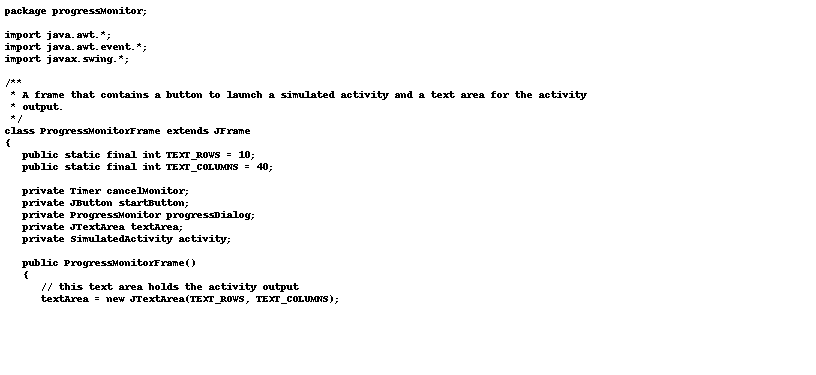 package progressMonitor;

import java.awt.*;
import java.awt.event.*;
import javax.swing.*;

/**
 * A frame that contains a button to launch a simulated activity and a text area for the activity
 * output.
 */
class ProgressMonitorFrame extends JFrame
{
   public static final int TEXT_ROWS = 10;
   public static final int TEXT_COLUMNS = 40;

   private Timer cancelMonitor;
   private JButton startButton;
   private ProgressMonitor progressDialog;
   private JTextArea textArea;
   private SimulatedActivity activity;

   public ProgressMonitorFrame()
   {
      // this text area holds the activity output
      textArea = new JTextArea(TEXT_ROWS, TEXT_COLUMNS);